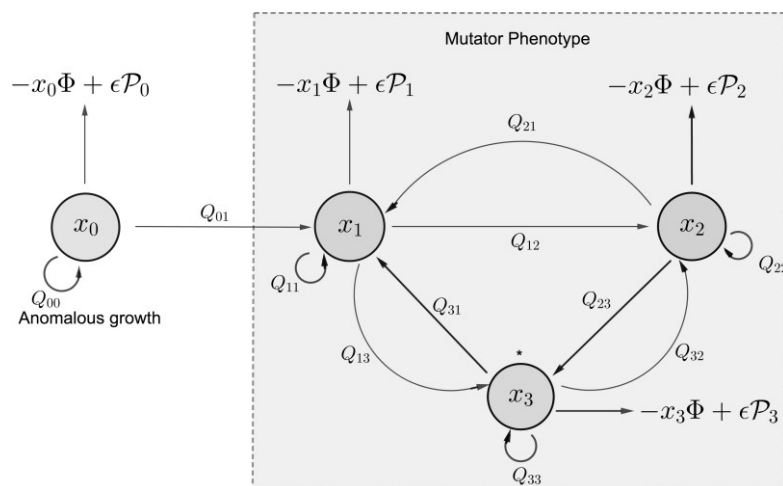 Mutator Phenotype
−x₀Φ + ϵ𝒫₀
−x₁Φ + ϵ𝒫₁
−x₂Φ + ϵ𝒫₂
Q₂₁
x₀
Q₀₁
x₁
Q₁₂
x₂
Q₀₀
Q₁₁
Q₂₂
Anomalous growth
Q₃₁
Q₂₃
Q₁₃
Q₃₂
*
x₃
−x₃Φ + ϵ𝒫₃
Q₃₃